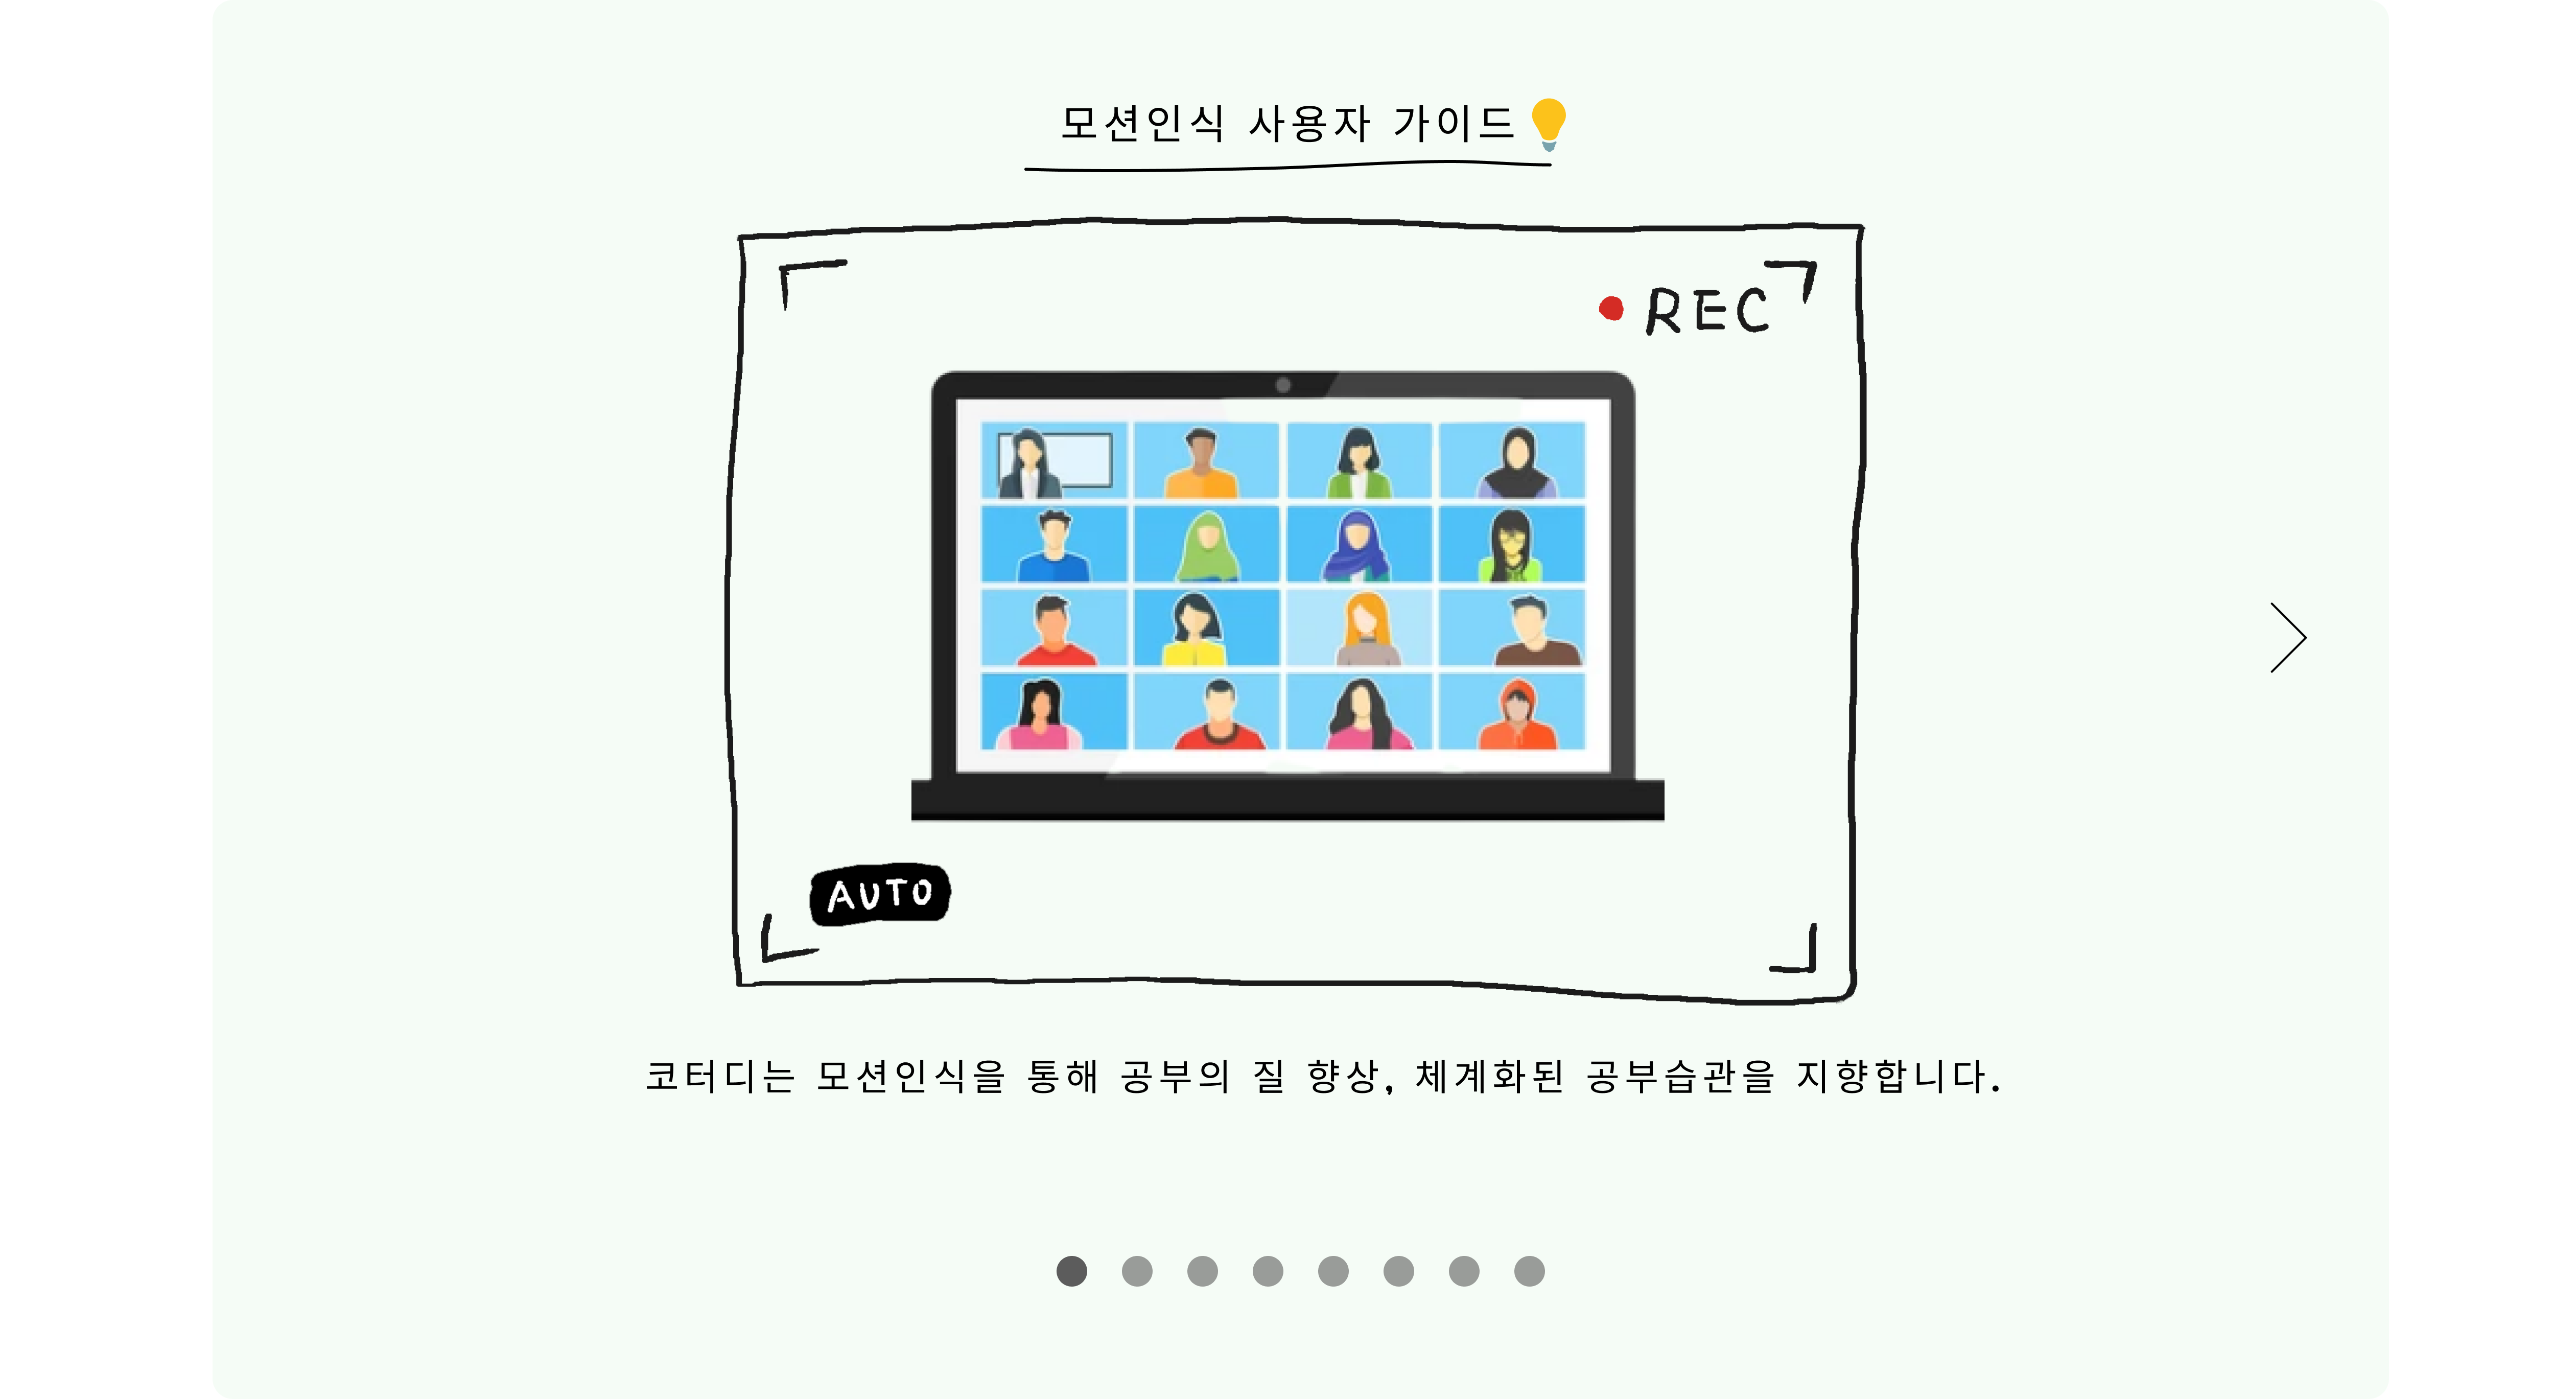 모션인식 사용자 가이드
REC
AUTO
코터디는 모션인식을 통해 공부의 질 향상, 체계화된 공부습관을 지향합니다.